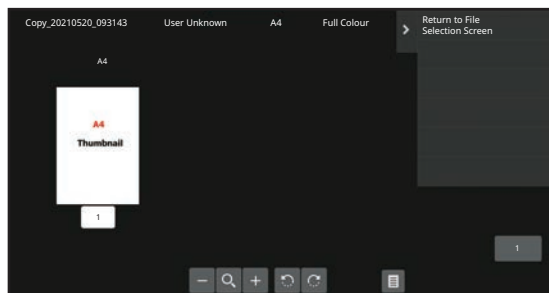 Copy_20210520_093143 User Unknown A4 Full Colour
Return to File
Selection Screen
A4
A4
Thumbnail
1
1